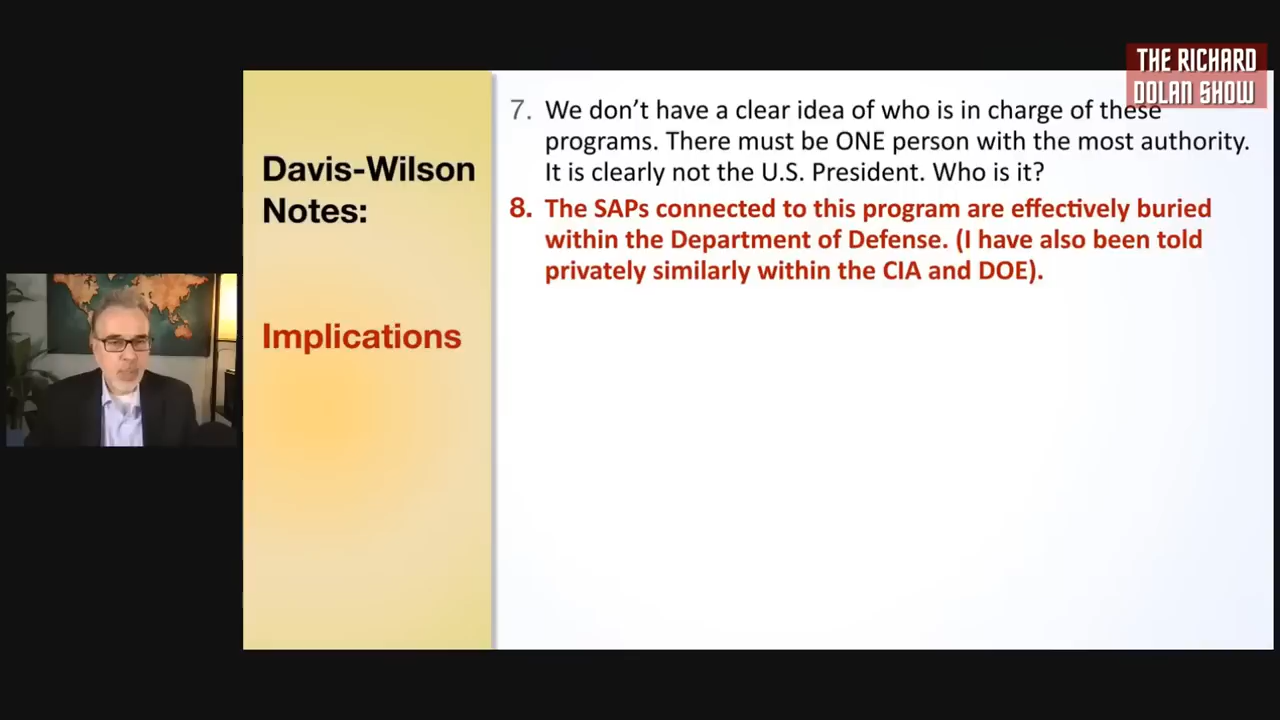 THE RICHARD
DOLAN SHOW
Davis-Wilson
Notes:
Implications
7. We don’t have a clear idea of who is in charge of these
programs. There must be ONE person with the most authority.
It is clearly not the U.S. President. Who is it?
8. The SAPs connected to this program are effectively buried
within the Department of Defense. (I have also been told
privately similarly within the CIA and DOE).